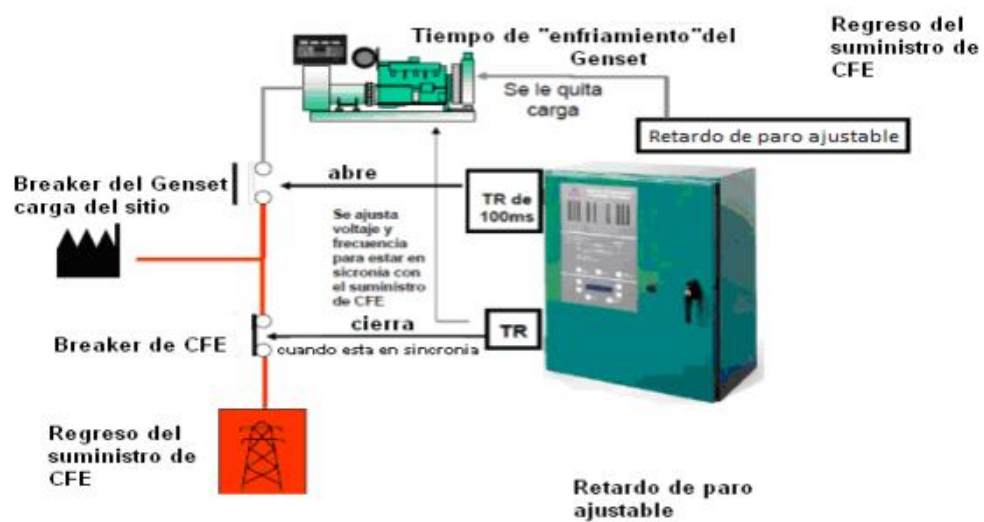 Tiempo de "enfriamiento"del
Genset
Regreso del
suministro de
CFE
Se le quita
carga
Retardo de paro ajustable
Breaker del Genset
carga del sitio
abre
TR de
100ms
Se ajusta
voltaje y
frecuencia
para estar en
sicronia con
el suministro
de CFE
Breaker de CFE
cierra
cuando esta en sincronia
TR
Regreso del
suministro de
CFE
Retardo de paro
ajustable